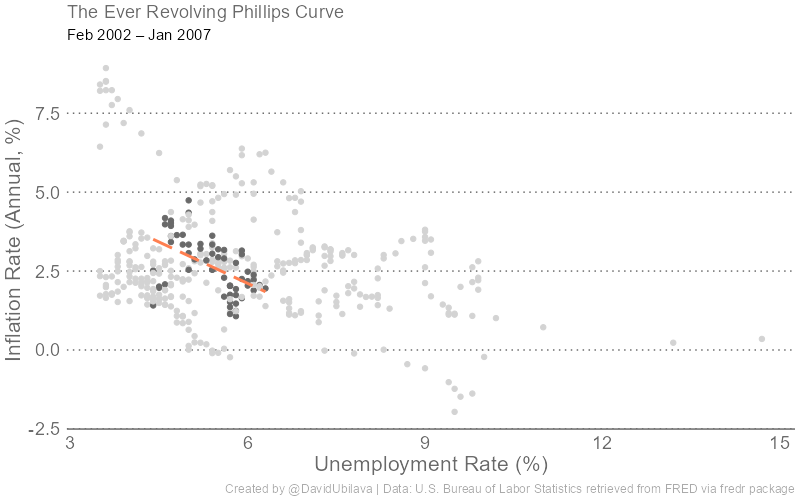 The Ever Revolving Phillips Curve
Feb 2002 – Jan 2007
Inflation Rate (Annual, %)
7.5
5.0
2.5
0.0
-2.5
3
6
9
12
15
Unemployment Rate (%)
Created by @DavidUbilava | Data: U.S. Bureau of Labor Statistics retrieved from FRED via fredr package